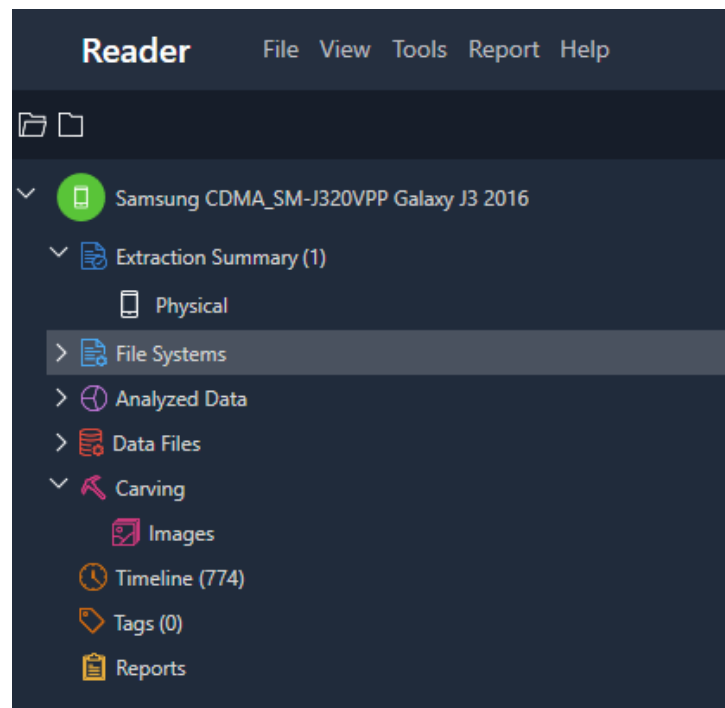 Reader File View Tools Report Help
Samsung CDMA_SM-J320VPP Galaxy J3 2016
Extraction Summary (1)
Physical
File Systems
Analyzed Data
Data Files
Carving
Images
Timeline (774)
Tags (0)
Reports